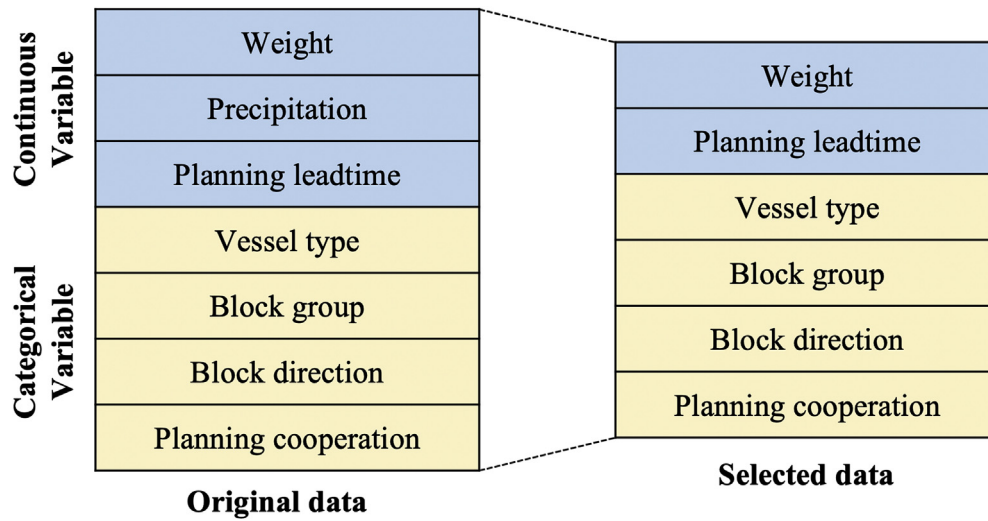 Continuous
Variable
Categorical
Variable
Weight
Precipitation
Planning leadtime
Vessel type
Block group
Block direction
Planning cooperation
Original data
Weight
Planning leadtime
Vessel type
Block group
Block direction
Planning cooperation
Selected data